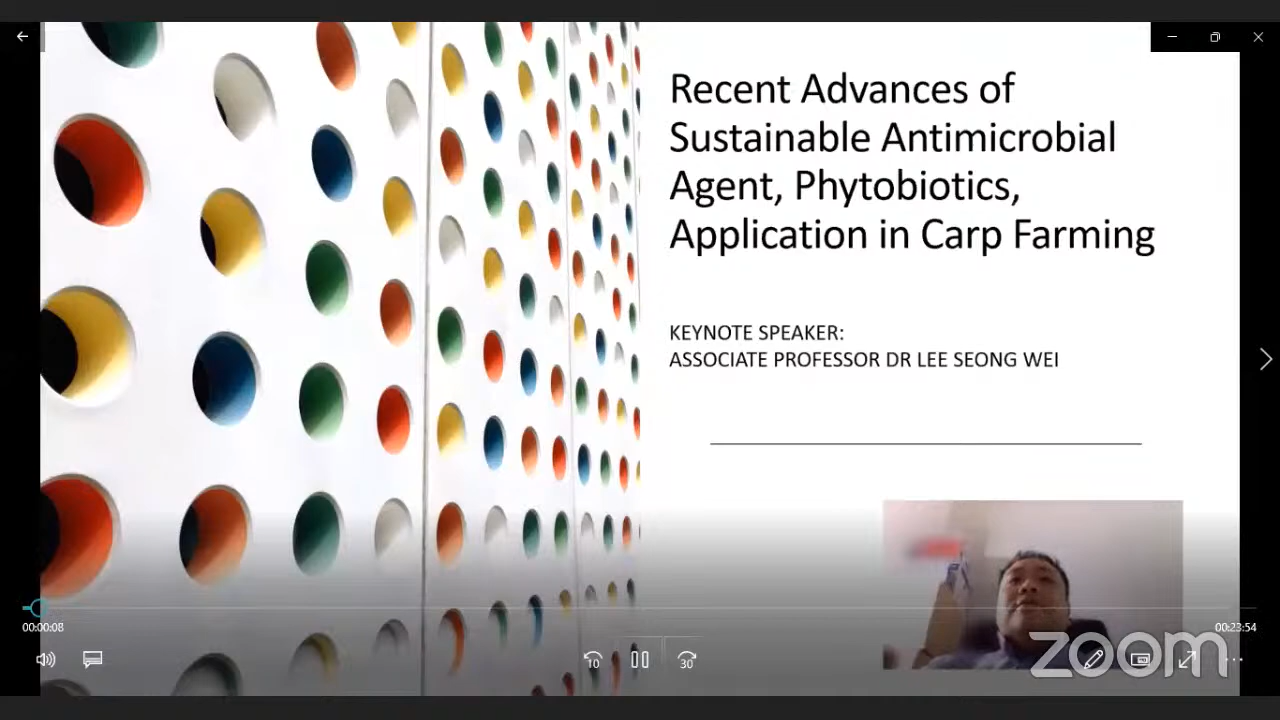 Recent Advances of
Sustainable Antimicrobial
Agent, Phytobiotics,
Application in Carp Farming
KEYNOTE SPEAKER:
ASSOCIATE PROFESSOR DR LEE SEONG WEI
00:00:08
00:23:54
10
30
zoom